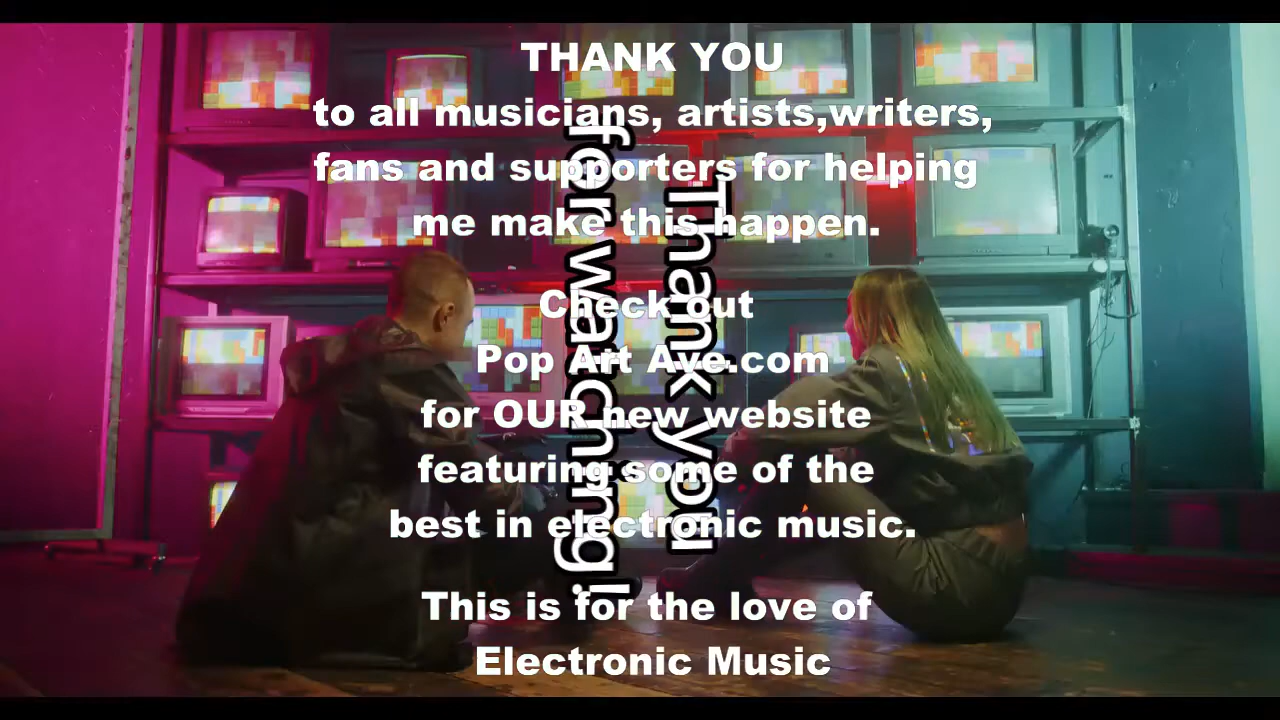 THANK YOU
to all musicians, artists,writers,
fans and supporters for helping
me make this happen.
Check out
Pop Art Ave.com
for OUR new website
featuring some of the
best in electronic music.
This is for the love of
Electronic Music
Thank you
for watching!